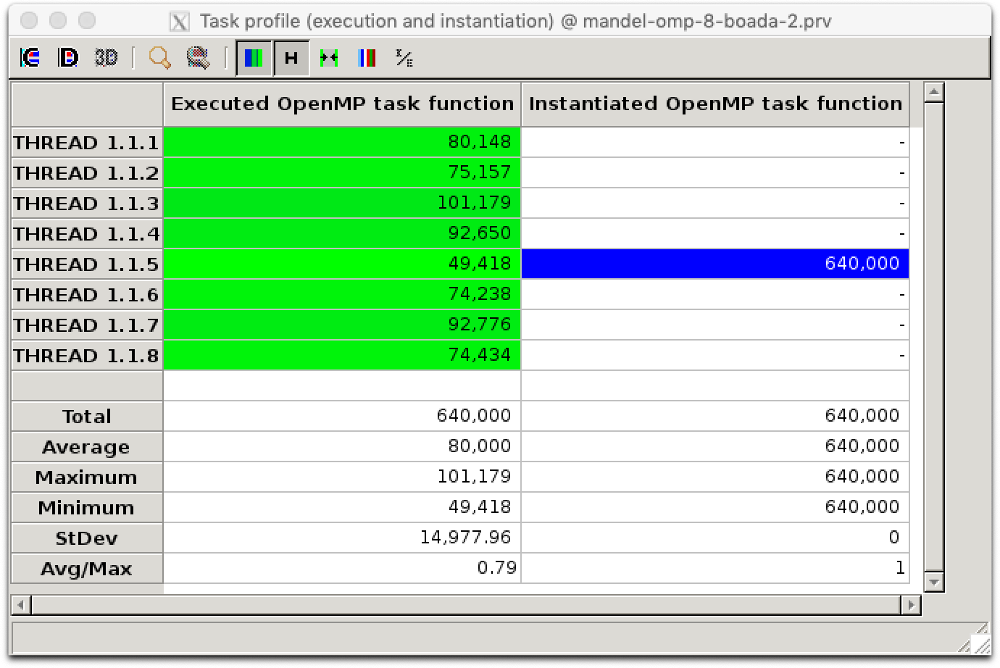 Task profile (execution and instantiation) @ mandel-omp-8-boada-2.prv
3D
H
Executed OpenMP task function Instantiated OpenMP task function
THREAD 1.1.1 80,148 -
THREAD 1.1.2 75,157 -
THREAD 1.1.3 101,179 -
THREAD 1.1.4 92,650 -
THREAD 1.1.5 49,418 640,000
THREAD 1.1.6 74,238 -
THREAD 1.1.7 92,776 -
THREAD 1.1.8 74,434 -
Total 640,000 640,000
Average 80,000 640,000
Maximum 101,179 640,000
Minimum 49,418 640,000
StDev 14,977.96 0
Avg/Max 0.79 1